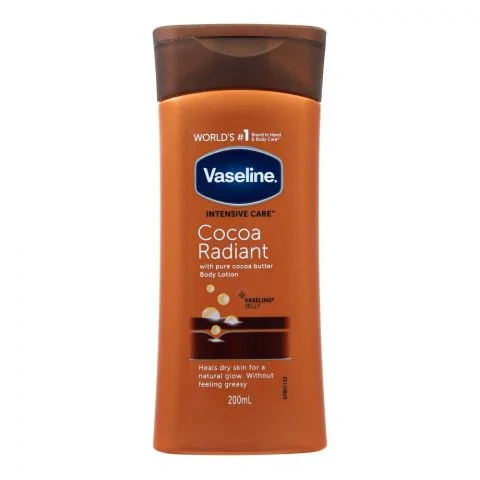 WORLD'S #1 Brand in Hand
& Body Care*
Vaseline.
INTENSIVE CARE™
Cocoa
Radiant
with pure cocoa butter
Body Lotion
VASELINE®
JELLY
Heals dry skin for a
natural glow. Without
feeling greasy
200mL